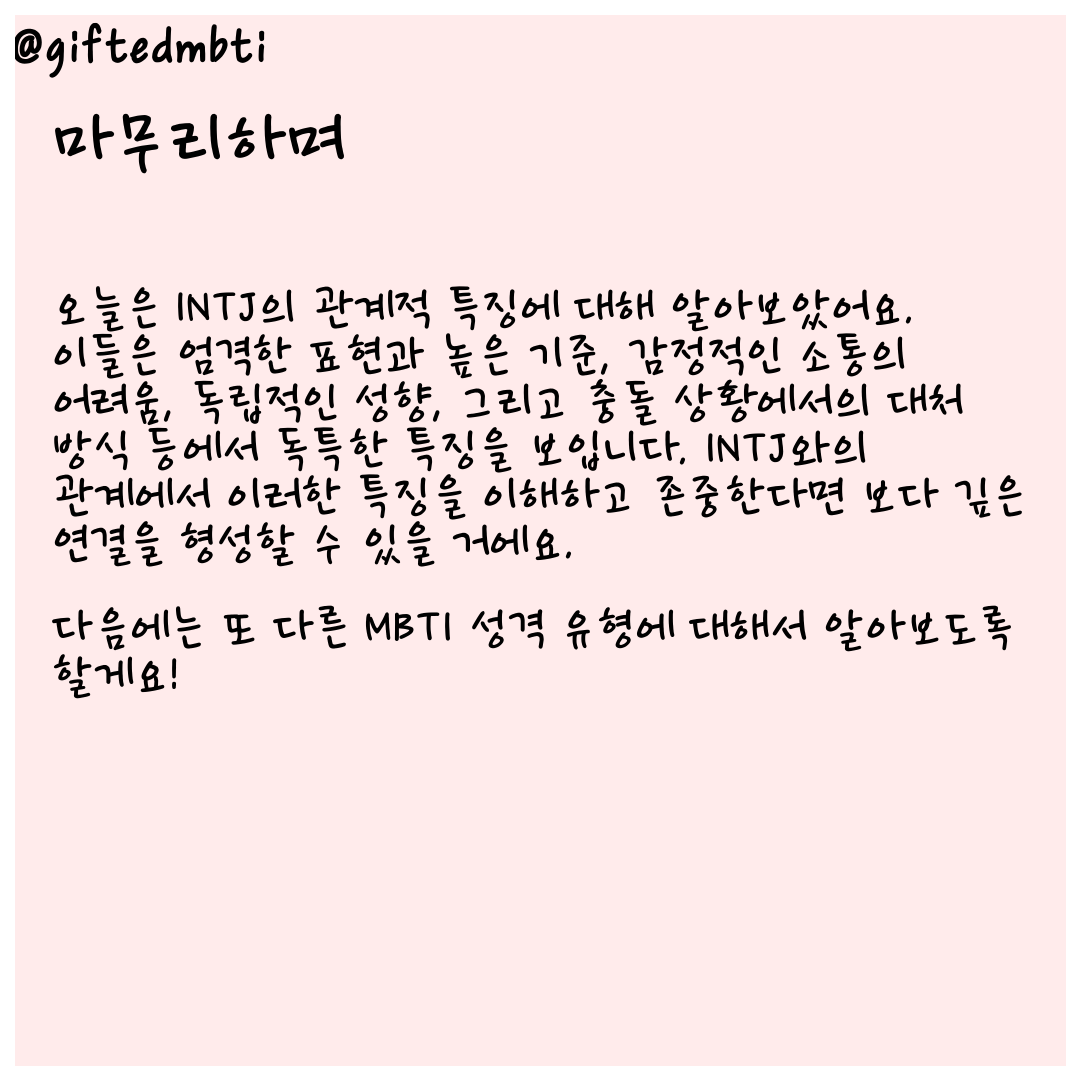 @giftedmbti
마무리하며
오늘은 INTJ의 관계적 특징에 대해 알아보았어요.
이들은 엄격한 표현과 높은 기준, 감정적인 소통의
어려움, 독립적인 성향, 그리고 충돌 상황에서의 대처
방식 등에서 독특한 특징을 보입니다. INTJ와의
관계에서 이러한 특징을 이해하고 존중한다면 보다 깊은
연결을 형성할 수 있을 거에요.
다음에는 또 다른 MBTI 성격 유형에 대해서 알아보도록
할게요!